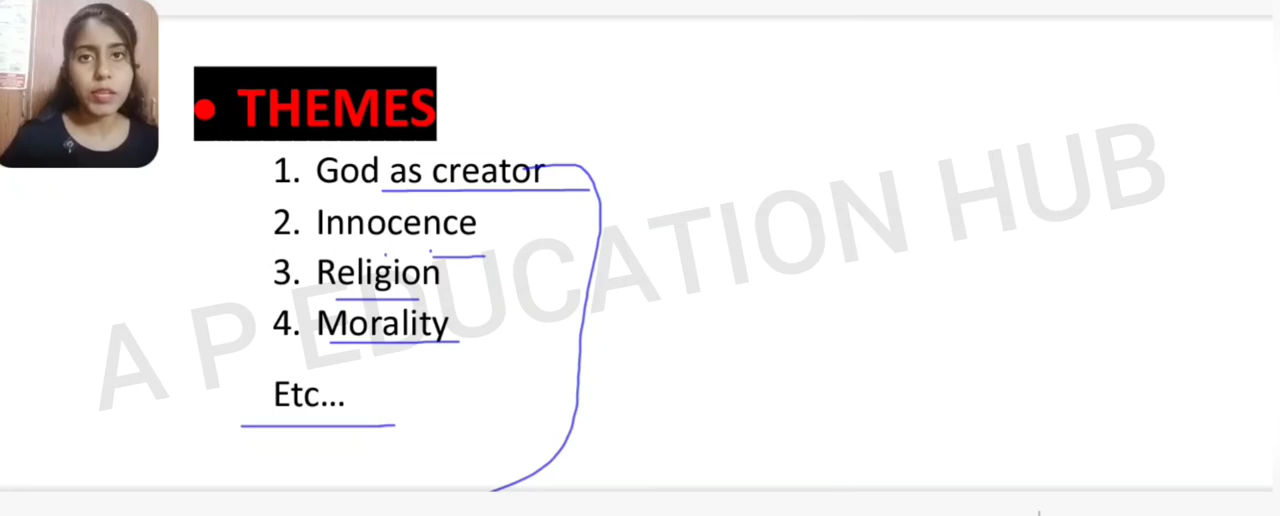 • THEMES
1. God as creator
2. Innocence
3. Religion
4. Morality
Etc...
A P EDUCATION HUB